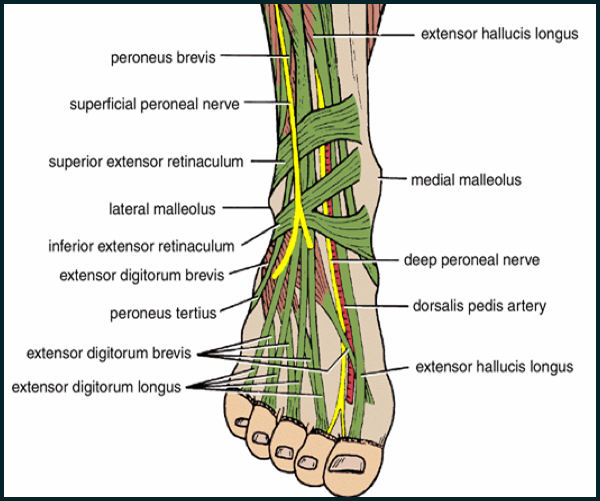 extensor hallucis longus
peroneus brevis
superficial peroneal nerve
superior extensor retinaculum
medial malleolus
lateral malleolus
inferior extensor retinaculum
deep peroneal nerve
extensor digitorum brevis
dorsalis pedis artery
peroneus tertius
extensor digitorum brevis
extensor hallucis longus
extensor digitorum longus